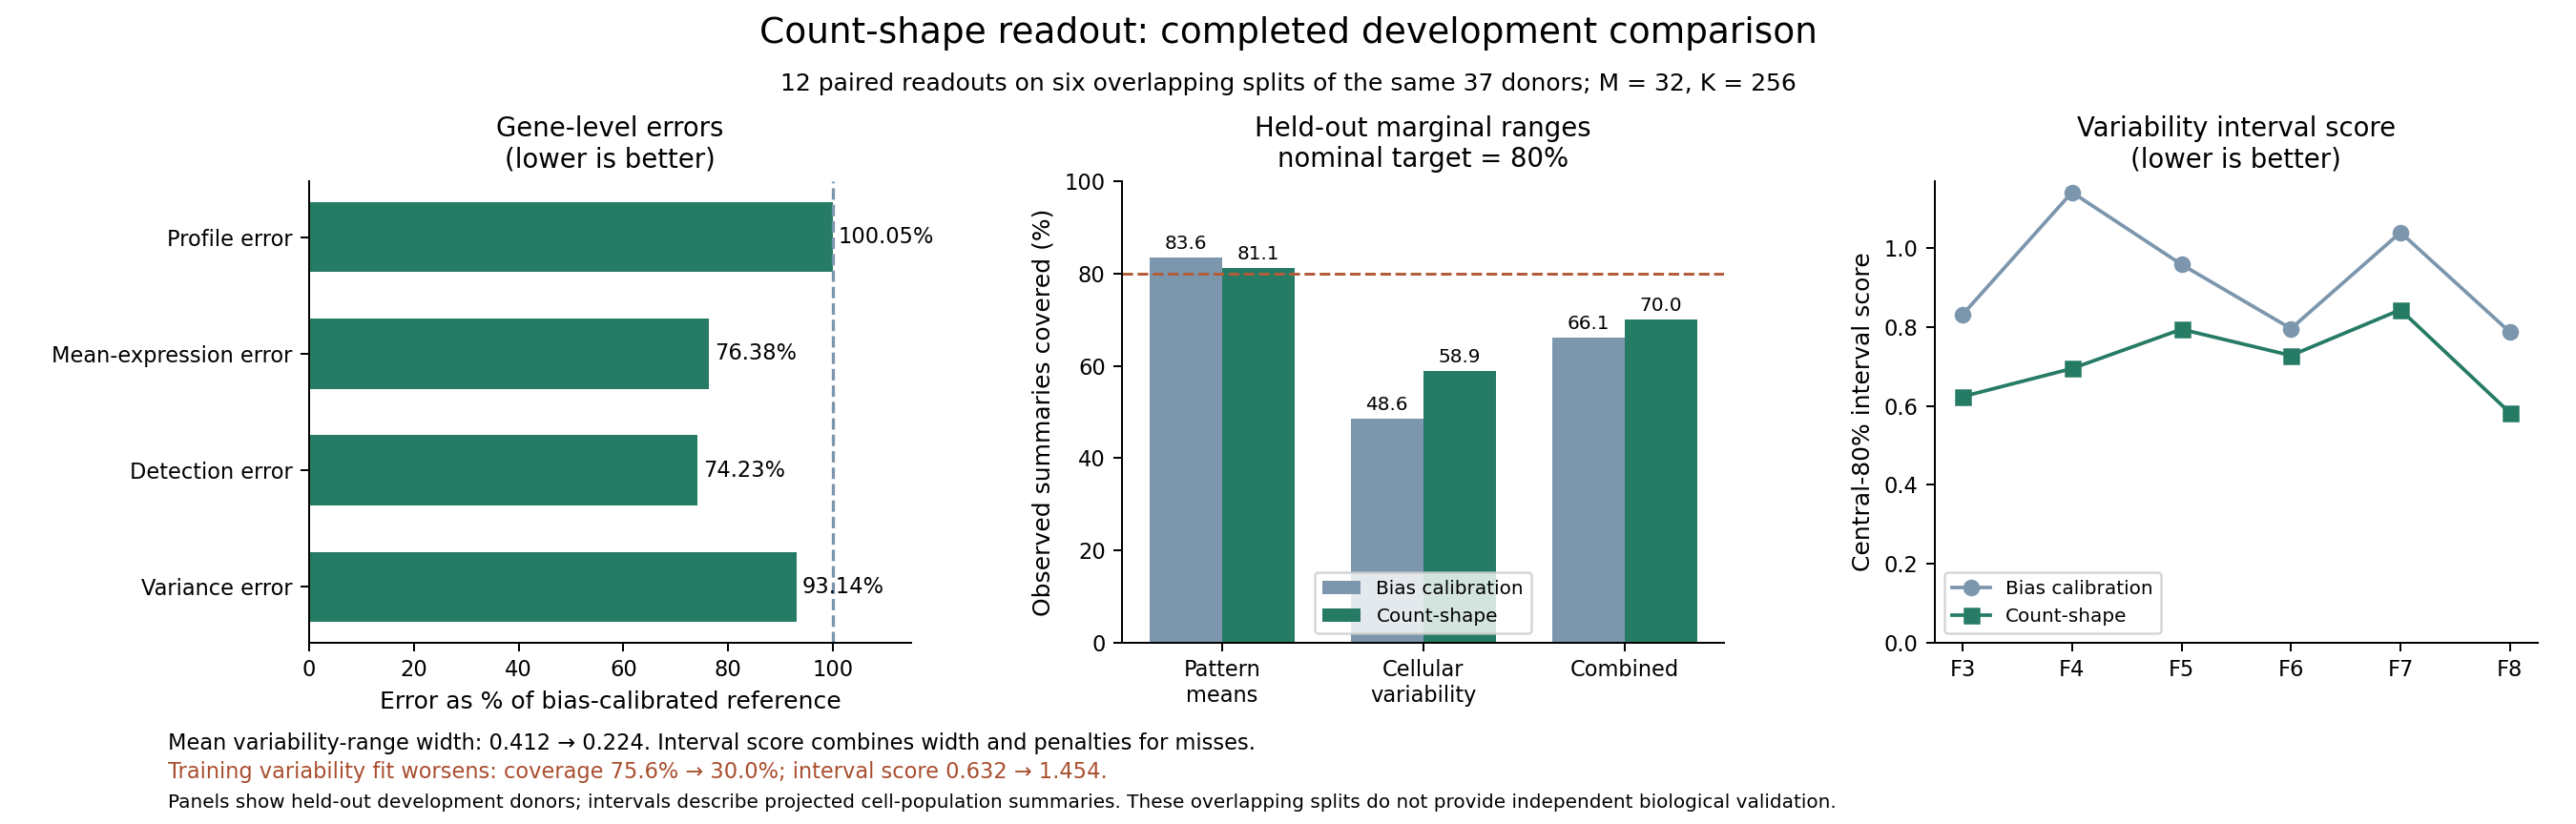 Count-shape readout: completed development comparison
12 paired readouts on six overlapping splits of the same 37 donors; M = 32, K = 256
Gene-level errors
(lower is better)
Profile error
100.05%
Mean-expression error
76.38%
Detection error
74.23%
Variance error
93.14%
0 20 40 60 80 100
Error as % of bias-calibrated reference
Held-out marginal ranges
nominal target = 80%
Observed summaries covered (%)
100
80
60
40
20
0
83.6
81.1
48.6
58.9
66.1
70.0
Bias calibration
Count-shape
Pattern
means
Cellular
variability
Combined
Variability interval score
(lower is better)
Central-80% interval score
1.0
0.8
0.6
0.4
0.2
0.0
Bias calibration
Count-shape
F3 F4 F5 F6 F7 F8
Mean variability-range width: 0.412 → 0.224. Interval score combines width and penalties for misses.
Training variability fit worsens: coverage 75.6% → 30.0%; interval score 0.632 → 1.454.
Panels show held-out development donors; intervals describe projected cell-population summaries. These overlapping splits do not provide independent biological validation.